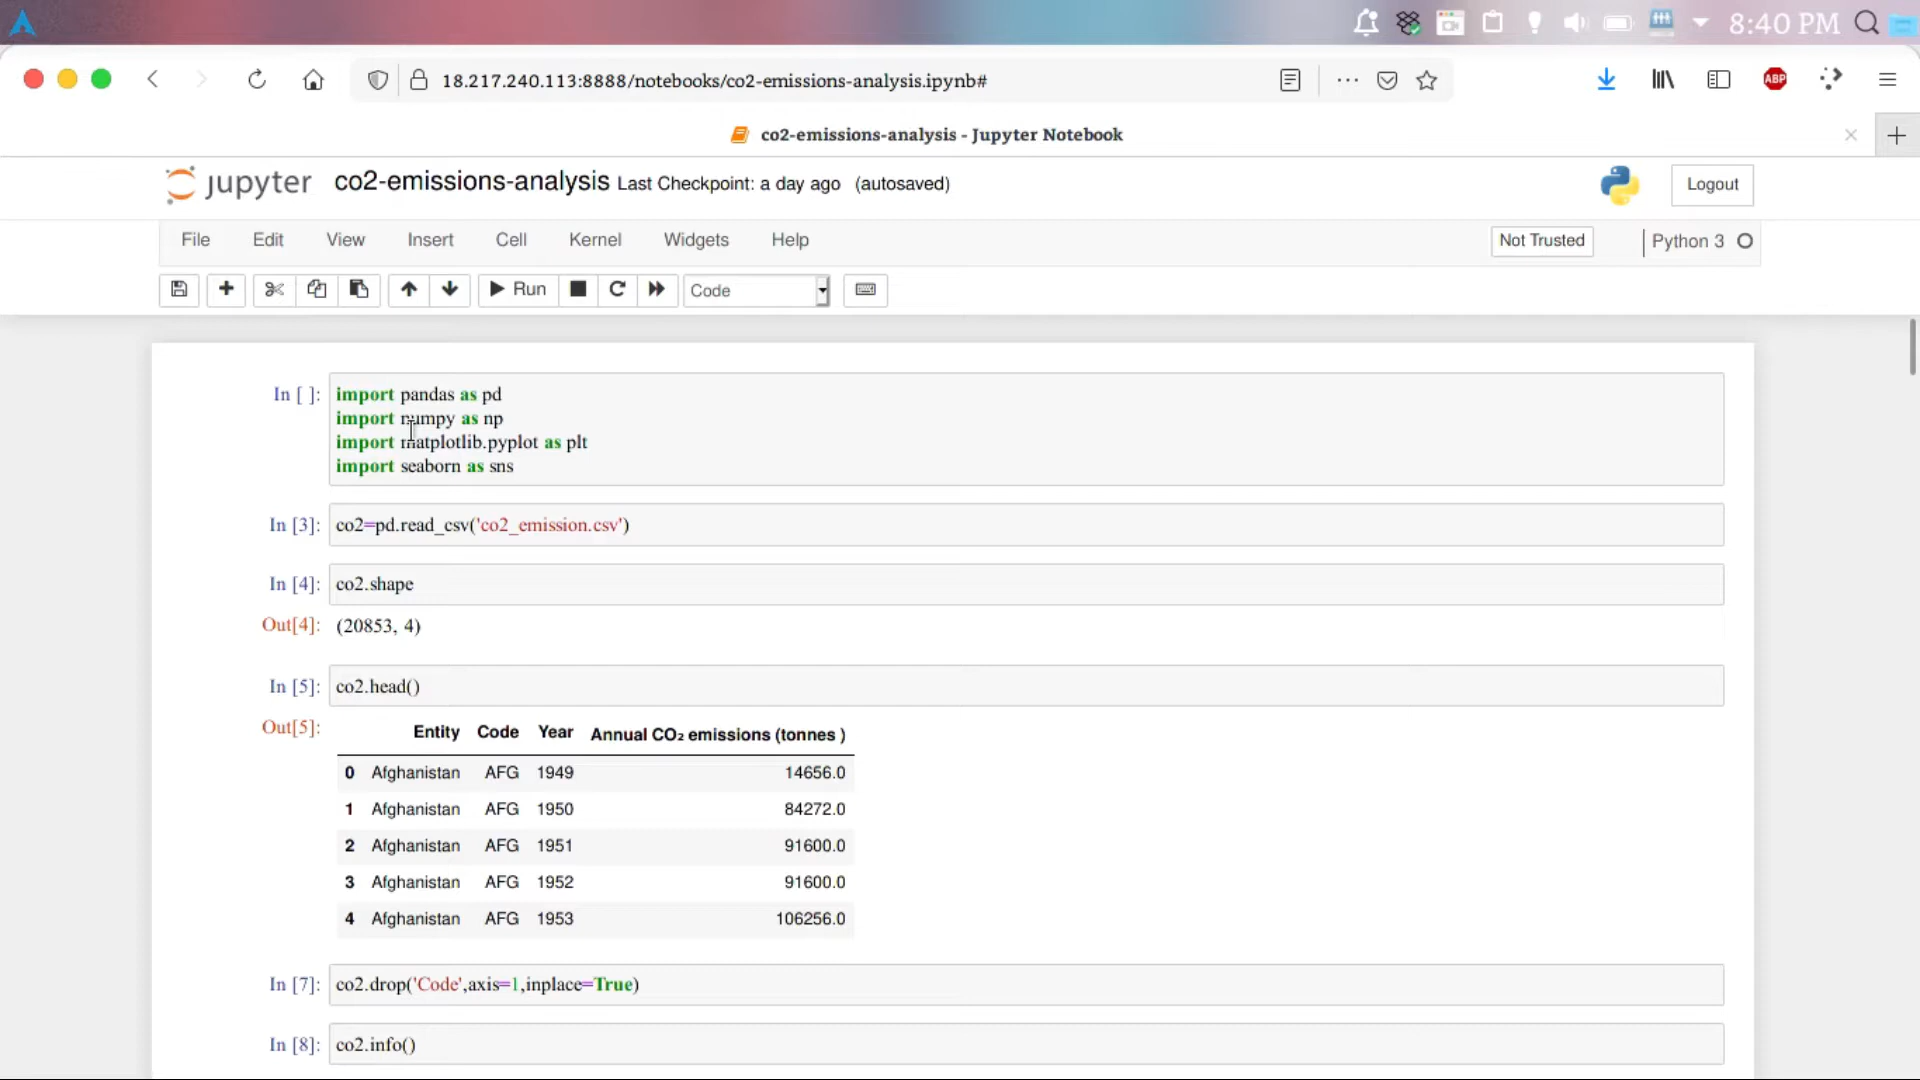 8:40 PM
18.217.240.113:8888/notebooks/co2-emissions-analysis.ipynb#
ABP
co2-emissions-analysis - Jupyter Notebook
jupyter co2-emissions-analysis Last Checkpoint: a day ago (autosaved)
Logout
File Edit View Insert Cell Kernel Widgets Help
Not Trusted
Python 3
Run
Code
In [ ]: import pandas as pd
import numpy as np
import matplotlib.pyplot as plt
import seaborn as sns
In [3]: co2=pd.read_csv('co2_emission.csv')
In [4]: co2.shape
Out[4]: (20853, 4)
In [5]: co2.head()
Out[5]:
Entity Code Year Annual CO₂ emissions (tonnes )
0 Afghanistan AFG 1949 14656.0
1 Afghanistan AFG 1950 84272.0
2 Afghanistan AFG 1951 91600.0
3 Afghanistan AFG 1952 91600.0
4 Afghanistan AFG 1953 106256.0
In [7]: co2.drop('Code',axis=1,inplace=True)
In [8]: co2.info()